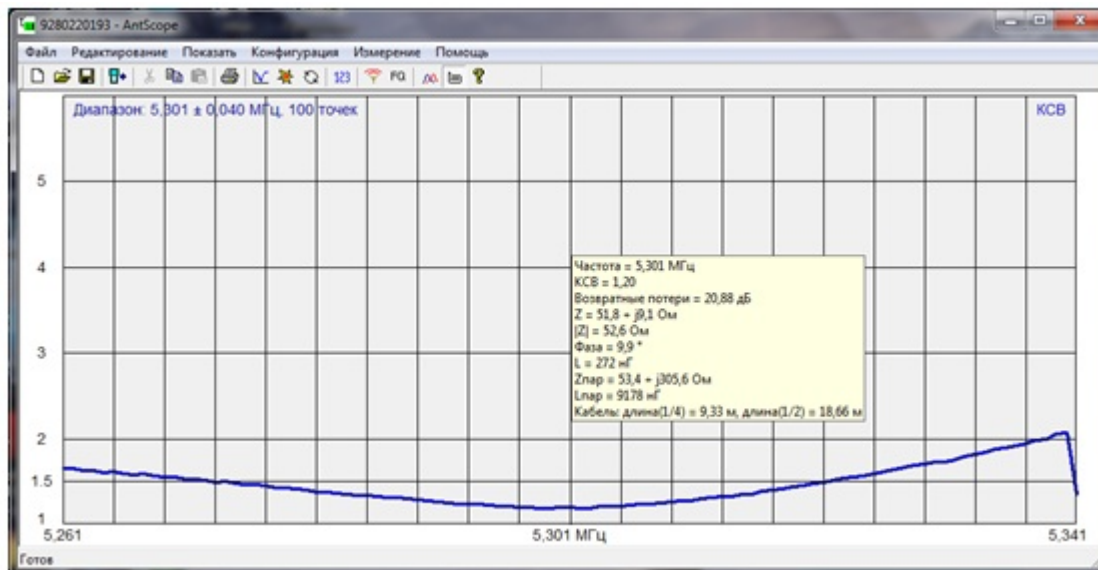 9280220193 - AntScope
Файл Редактирование Показать Конфигурация Измерение Помощь
123 FQ
Диапазон: 5,301 ± 0,040 МГц, 100 точек
КСВ
5
4
Частота = 5,301 МГц
КСВ = 1,20
Возвратные потери = 20,88 дБ
Z = 51,8 + j9,1 Ом
|Z| = 52,6 Ом
Фаза = 9,9 °
L = 272 нГ
Zпар = 53,4 + j305,6 Ом
Lпар = 9178 нГ
Кабель: длина(1/4) = 9,33 м, длина(1/2) = 18,66 м
3
2
1.5
1
5,261
5,301 МГц
5,341
Готов